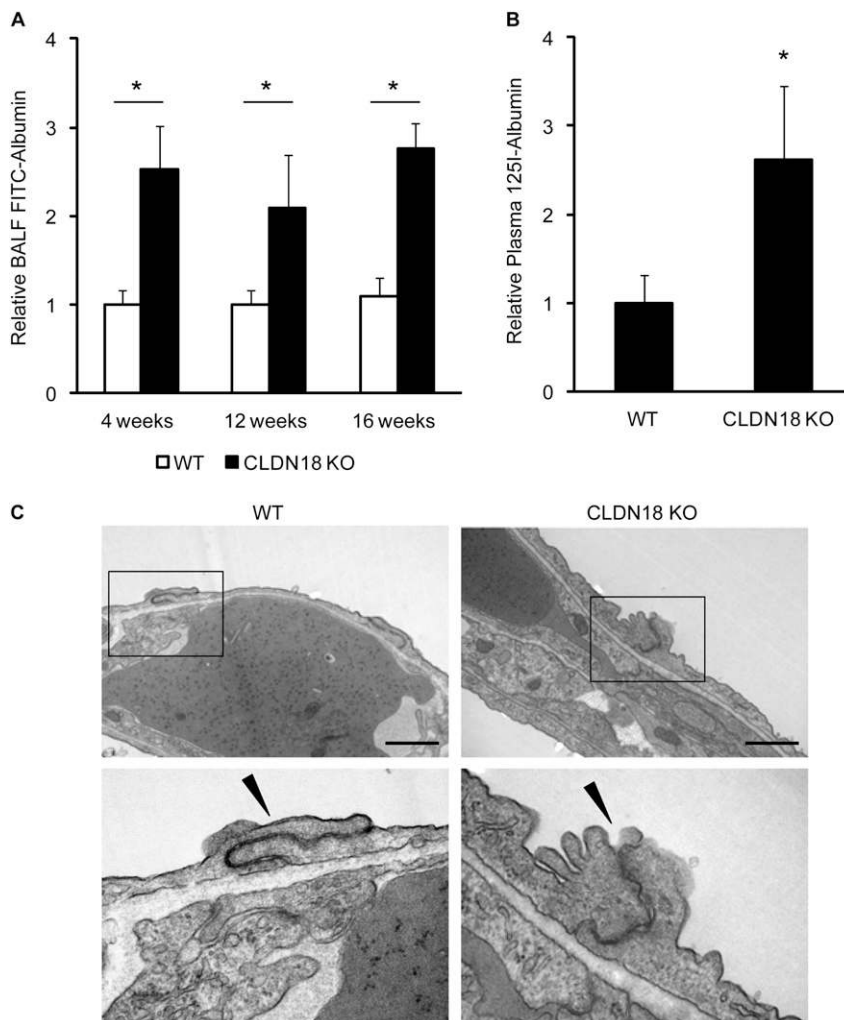 A
Relative BALF FITC-Albumin
4
3
2
1
0
*
*
*
4 weeks
12 weeks
16 weeks
WT
CLDN18 KO
B
Relative Plasma 125I-Albumin
4
3
2
1
0
*
WT
CLDN18 KO
C
WT
CLDN18 KO